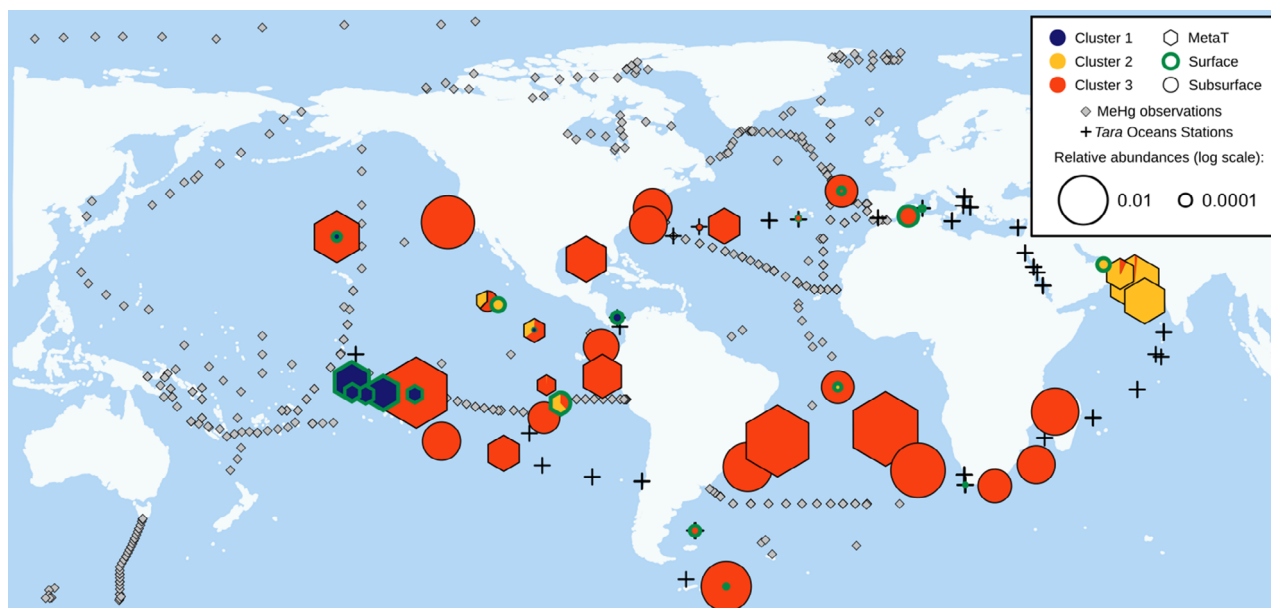 Cluster 1 MetaT
Cluster 2 Surface
Cluster 3 Subsurface
MeHg observations
Tara Oceans Stations
Relative abundances (log scale):
0.01 0.0001